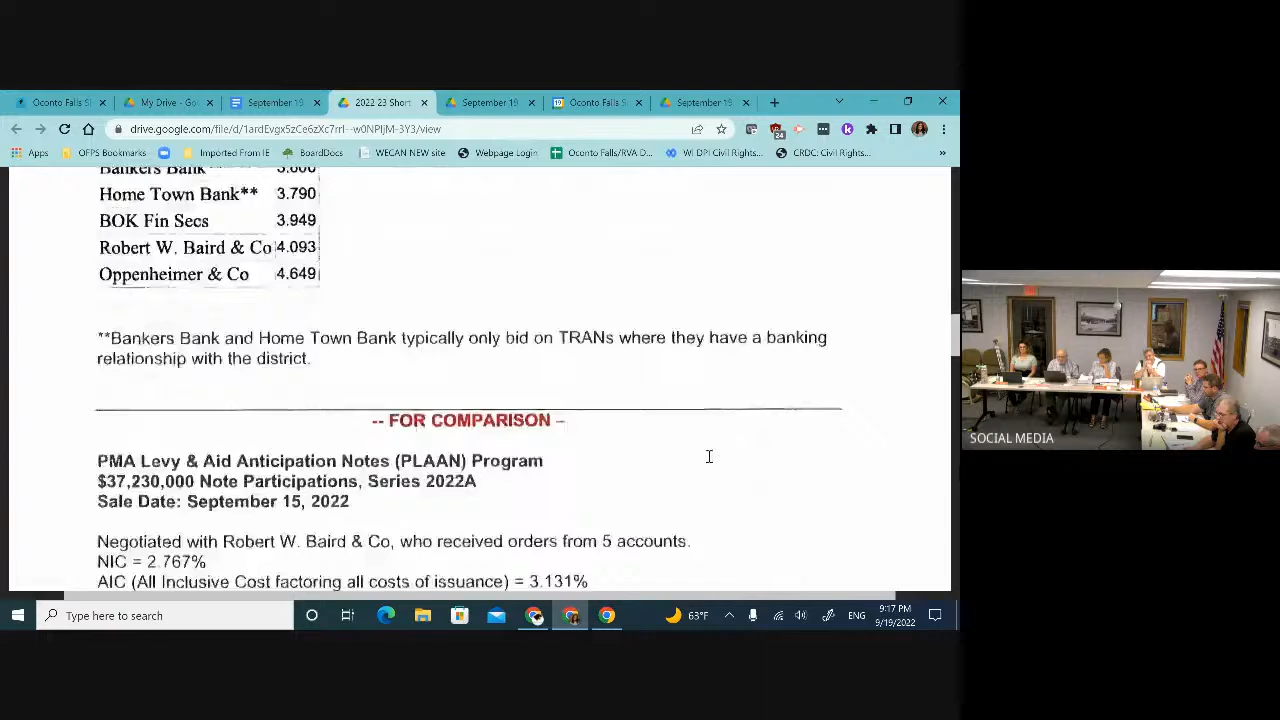 Oconto Falls S
My Drive - Go
September 19
2022 23 Short
September 19
Oconto Falls S
September 19
drive.google.com/file/d/1ardEvgx5zCe6zXc7rrI--w0NPIJM-3Y3/view
24
Apps
OFPS Bookmarks
Imported From IE
BoardDocs
WECAN NEW site
Webpage Login
Oconto Falls/RVA D...
WI DPI Civil Rights...
CRDC: Civil Rights...
»
Bankers Bank
Home Town Bank** 3.790
BOK Fin Secs 3.949
Robert W. Baird & Co 4.093
Oppenheimer & Co 4.649
**Bankers Bank and Home Town Bank typically only bid on TRANs where they have a banking
relationship with the district.
-- FOR COMPARISON –
PMA Levy & Aid Anticipation Notes (PLAAN) Program
$37,230,000 Note Participations, Series 2022A
Sale Date: September 15, 2022
Negotiated with Robert W. Baird & Co, who received orders from 5 accounts.
NIC = 2.767%
AIC (All Inclusive Cost factoring all costs of issuance) = 3.131%
Type here to search
63°F
ENG
9:17 PM
9/19/2022
SOCIAL MEDIA